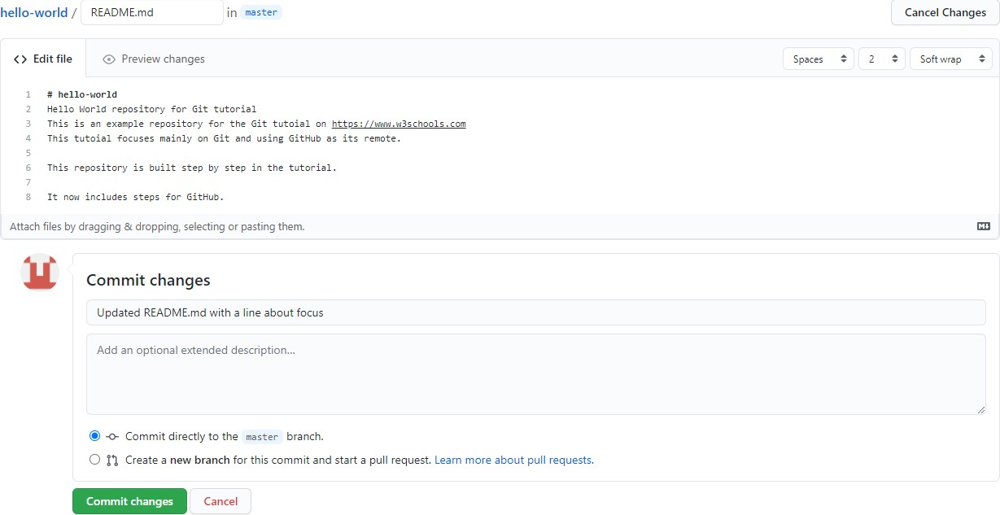 hello-world / README.md in master Cancel Changes
Edit file Preview changes Spaces 2 Soft wrap
1 # hello-world
2 Hello World repository for Git tutorial
3 This is an example repository for the Git tutoial on https://www.w3schools.com
4 This tutoial focuses mainly on Git and using GitHub as its remote.
5
6 This repository is built step by step in the tutorial.
7
8 It now includes steps for GitHub.
Attach files by dragging & dropping, selecting or pasting them.
Commit changes
Updated README.md with a line about focus
Add an optional extended description...
Commit directly to the master branch.
Create a new branch for this commit and start a pull request. Learn more about pull requests.
Commit changes Cancel